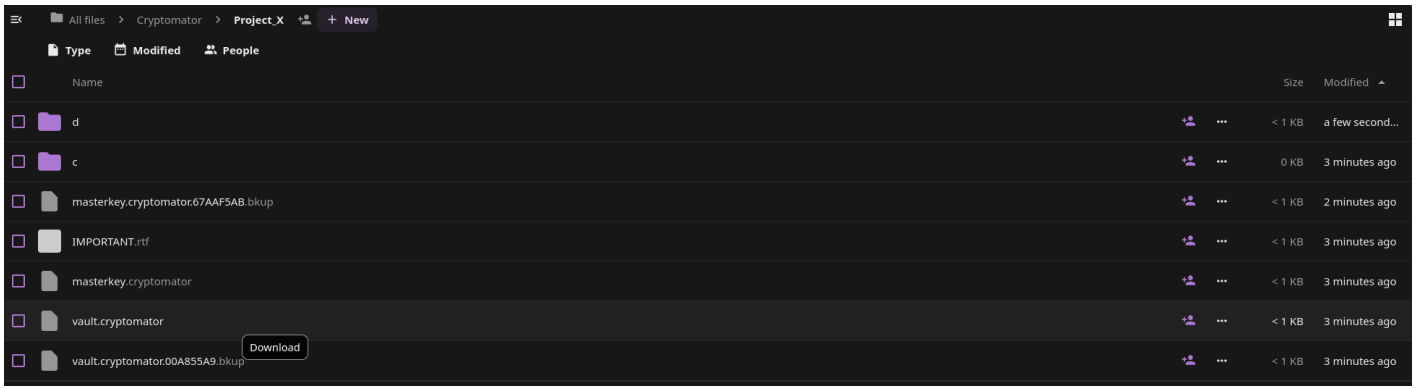 All files > Cryptomator > Project_X + New
Type Modified People
Name Size Modified
d < 1 KB a few second...
c 0 KB 3 minutes ago
masterkey.cryptomator.67AAF5AB.bkup < 1 KB 2 minutes ago
IMPORTANT.rtf < 1 KB 3 minutes ago
masterkey.cryptomator < 1 KB 3 minutes ago
vault.cryptomator < 1 KB 3 minutes ago
Download
vault.cryptomator.00A855A9.bkup < 1 KB 3 minutes ago